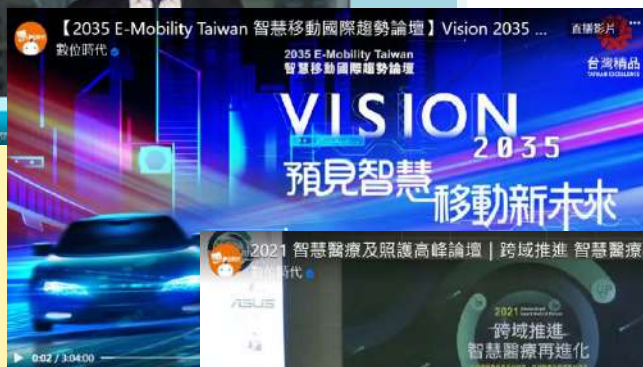 【2035 E-Mobility Taiwan 智慧移動國際趨勢論壇】Vision 2035 ...
數位時代
直播影片
台灣精品
TAIWAN EXCELLENCE
2035 E-Mobility Taiwan
智慧移動國際趨勢論壇
VISION
2035
預見智慧
移動新未來
0:02 / 3:04:00
2021 智慧醫療及照護高峰論壇 | 跨域推進 智慧醫療
時代
ASUS
2021
跨域推進
智慧醫療再進化